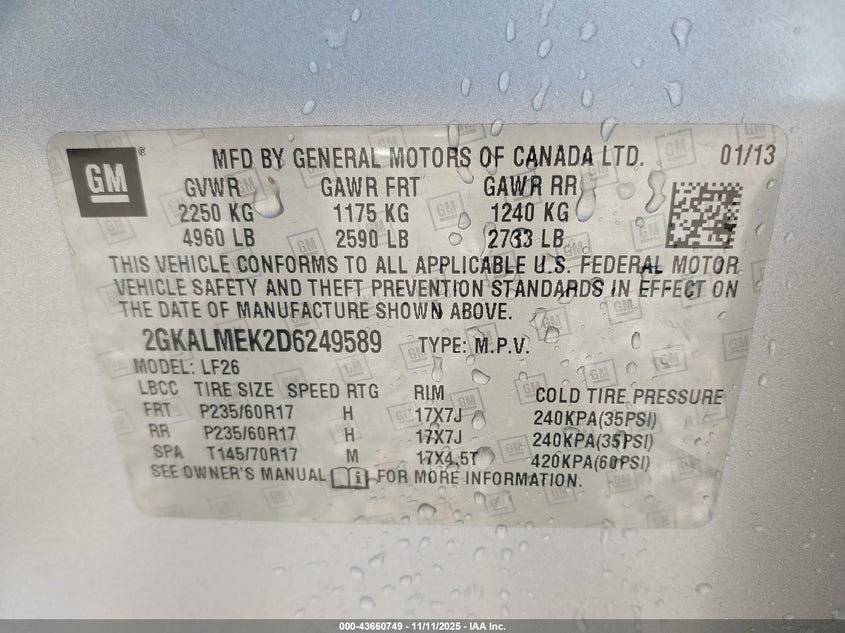 GM ® MFD BY GENERAL MOTORS OF CANADA LTD. 01/13
GVWR GAWR FRT GAWR RR
2250 KG 1175 KG 1240 KG
4960 LB 2590 LB 2733 LB
THIS VEHICLE CONFORMS TO ALL APPLICABLE U.S. FEDERAL MOTOR
VEHICLE SAFETY AND THEFT PREVENTION STANDARDS IN EFFECT ON
THE DATE OF MANUFACTURE SHOWN ABOVE.
2GKALMEK2D6249589 TYPE: M.P.V.
MODEL: LF26
LBCC TIRE SIZE SPEED RTG RIM COLD TIRE PRESSURE
FRT P235/60R17 H 17X7J 240KPA(35PSI)
RR P235/60R17 H 17X7J 240KPA(35PSI)
SPA T145/70R17 M 17X4.5T 420KPA(60PSI)
SEE OWNER'S MANUAL i FOR MORE INFORMATION.
000-43660749 - 11/11/2025 - IAA Inc.